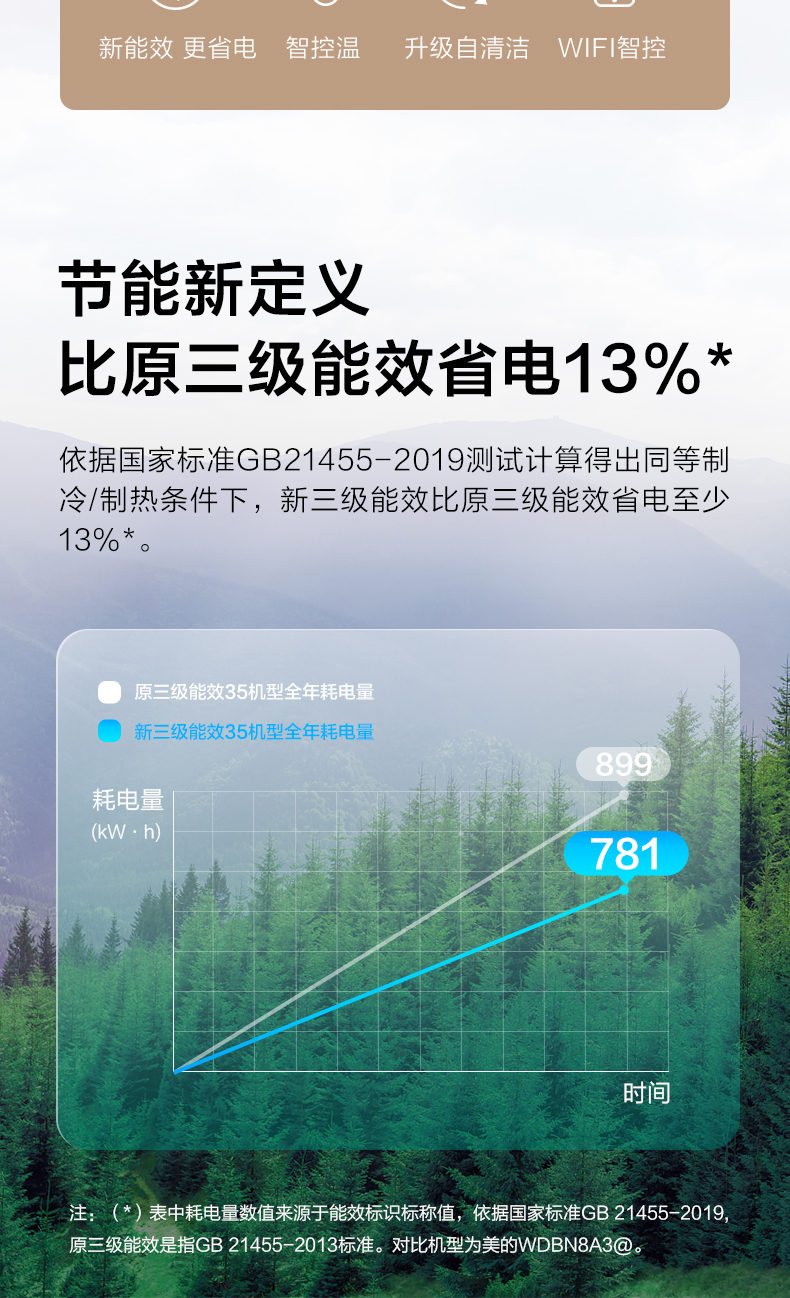 新能效 更省电 智控温 升级自清洁 WIFI智控
节能新定义
比原三级能效省电13%*
依据国家标准GB21455-2019测试计算得出同等制
冷/制热条件下，新三级能效比原三级能效省电至少
13%*。
原三级能效35机型全年耗电量
新三级能效35机型全年耗电量
899
耗电量
(kW·h)
781
时间
注：（*）表中耗电量数值来源于能效标识标称值，依据国家标准GB 21455-2019,
原三级能效是指GB 21455-2013标准。对比机型为美的WDBN8A3@。